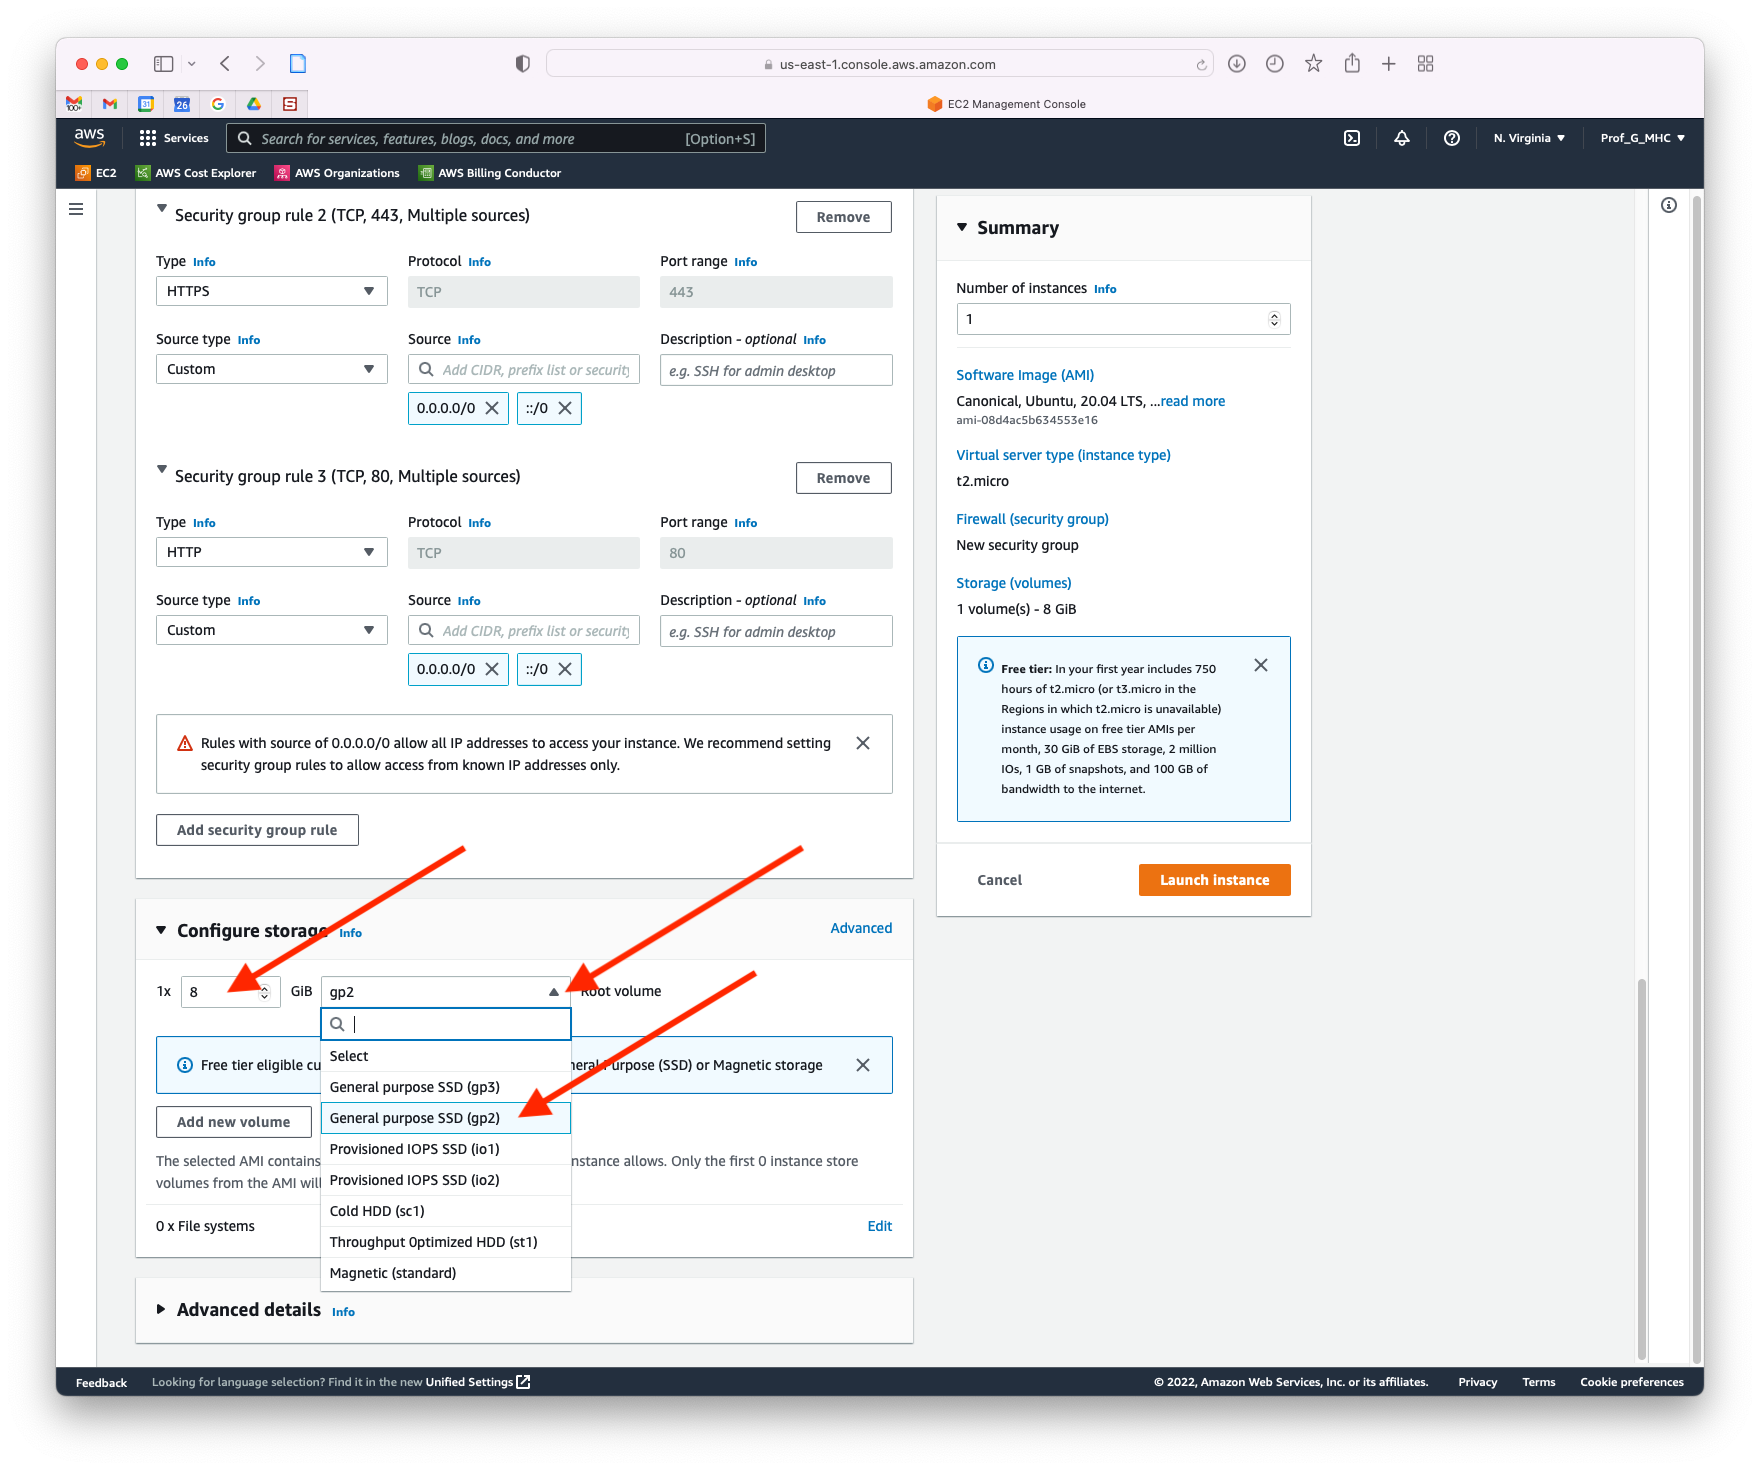 us-east-1.console.aws.amazon.com
31
26
EC2 Management Console
aws
Services
Search for services, features, blogs, docs, and more
[Option+S]
N. Virginia
Prof_G_MHC
EC2
AWS Cost Explorer
AWS Organizations
AWS Billing Conductor
Security group rule 2 (TCP, 443, Multiple sources)
Remove
Type Info
Protocol Info
Port range Info
HTTPS
TCP
443
Source type Info
Source Info
Description - optional Info
Custom
Add CIDR, prefix list or security
e.g. SSH for admin desktop
0.0.0.0/0
::/0
Security group rule 3 (TCP, 80, Multiple sources)
Remove
Type Info
Protocol Info
Port range Info
HTTP
TCP
80
Source type Info
Source Info
Description - optional Info
Custom
Add CIDR, prefix list or security
e.g. SSH for admin desktop
0.0.0.0/0
::/0
Rules with source of 0.0.0.0/0 allow all IP addresses to access your instance. We recommend setting
security group rules to allow access from known IP addresses only.
Add security group rule
Configure storage Info
Advanced
1x
8
GiB
gp2
Root volume
Free tier eligible cu
neral Purpose (SSD) or Magnetic storage
Select
General purpose SSD (gp3)
General purpose SSD (gp2)
Provisioned IOPS SSD (io1)
Provisioned IOPS SSD (io2)
Cold HDD (sc1)
Throughput Optimized HDD (st1)
Magnetic (standard)
Add new volume
The selected AMI contains
nstance allows. Only the first 0 instance store
volumes from the AMI will
0 x File systems
Edit
Advanced details Info
Summary
Number of instances Info
1
Software Image (AMI)
Canonical, Ubuntu, 20.04 LTS, ...read more
ami-08d4ac5b634553e16
Virtual server type (instance type)
t2.micro
Firewall (security group)
New security group
Storage (volumes)
1 volume(s) - 8 GiB
Free tier: In your first year includes 750
hours of t2.micro (or t3.micro in the
Regions in which t2.micro is unavailable)
instance usage on free tier AMIs per
month, 30 GiB of EBS storage, 2 million
IOs, 1 GB of snapshots, and 100 GB of
bandwidth to the internet.
Cancel
Launch instance
Feedback
Looking for language selection? Find it in the new Unified Settings
© 2022, Amazon Web Services, Inc. or its affiliates.
Privacy
Terms
Cookie preferences